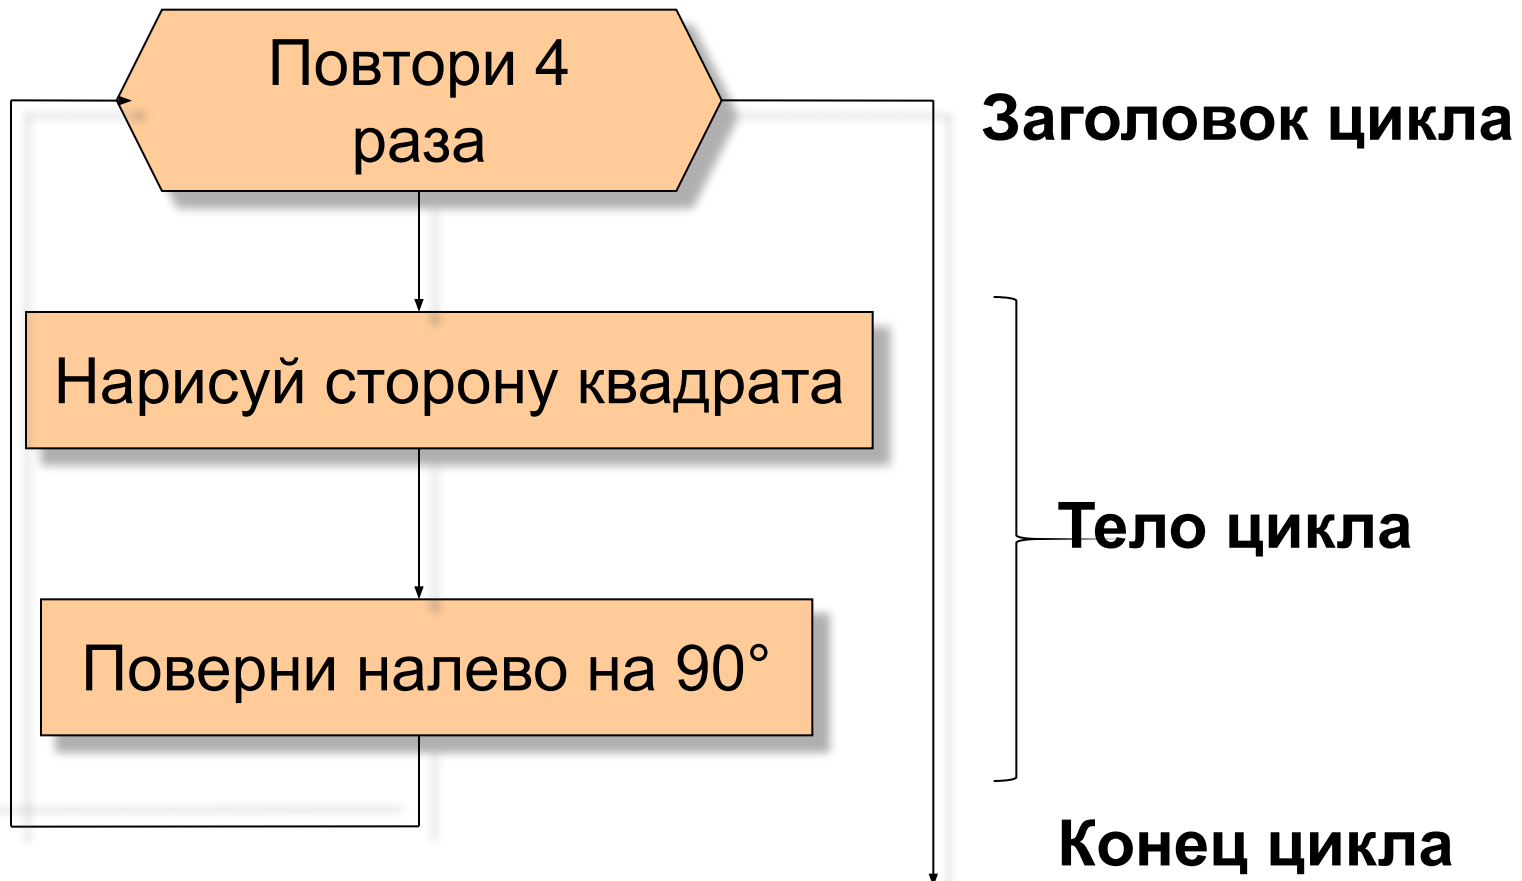 Повтори 4
раза
Заголовок цикла
Нарисуй сторону квадрата
Тело цикла
Поверни налево на 90°
Конец цикла